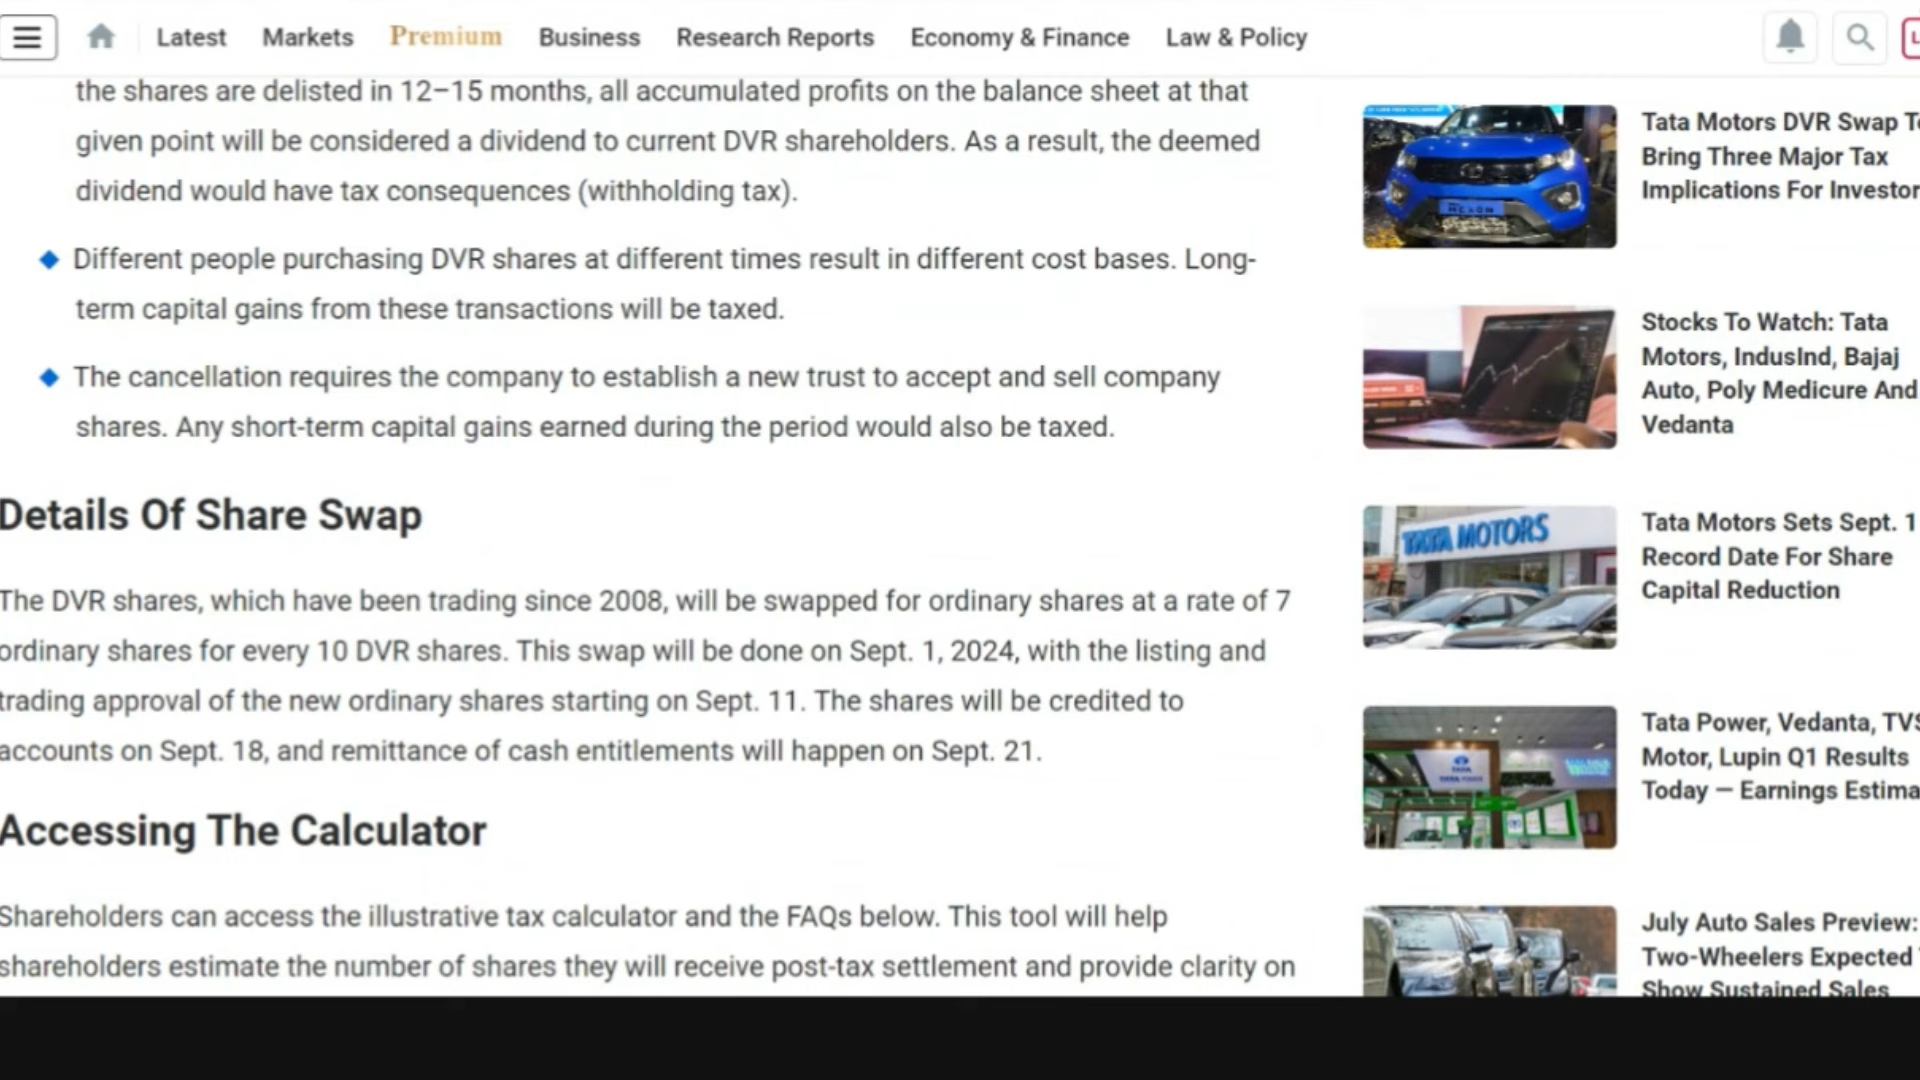 Latest Markets Premium Business Research Reports Economy & Finance Law & Policy
the shares are delisted in 12–15 months, all accumulated profits on the balance sheet at that
given point will be considered a dividend to current DVR shareholders. As a result, the deemed
dividend would have tax consequences (withholding tax).
Different people purchasing DVR shares at different times result in different cost bases. Long-
term capital gains from these transactions will be taxed.
The cancellation requires the company to establish a new trust to accept and sell company
shares. Any short-term capital gains earned during the period would also be taxed.
Details Of Share Swap
The DVR shares, which have been trading since 2008, will be swapped for ordinary shares at a rate of 7
ordinary shares for every 10 DVR shares. This swap will be done on Sept. 1, 2024, with the listing and
trading approval of the new ordinary shares starting on Sept. 11. The shares will be credited to
accounts on Sept. 18, and remittance of cash entitlements will happen on Sept. 21.
Accessing The Calculator
Shareholders can access the illustrative tax calculator and the FAQs below. This tool will help
shareholders estimate the number of shares they will receive post-tax settlement and provide clarity on
Tata Motors DVR Swap
Bring Three Major Tax
Implications For
Stocks To Watch: Tata
Motors, IndusInd, Bajaj
Auto, Poly Medicure And
Vedanta
TATA MOTORS
Tata Motors Sets Sept. 1
Record Date For Share
Capital Reduction
Tata Power, Vedanta, TVS
Motor, Lupin Q1 Results
Today — Earnings
July Auto Sales Preview:
Two-Wheelers Expected
Show Sustained Sales